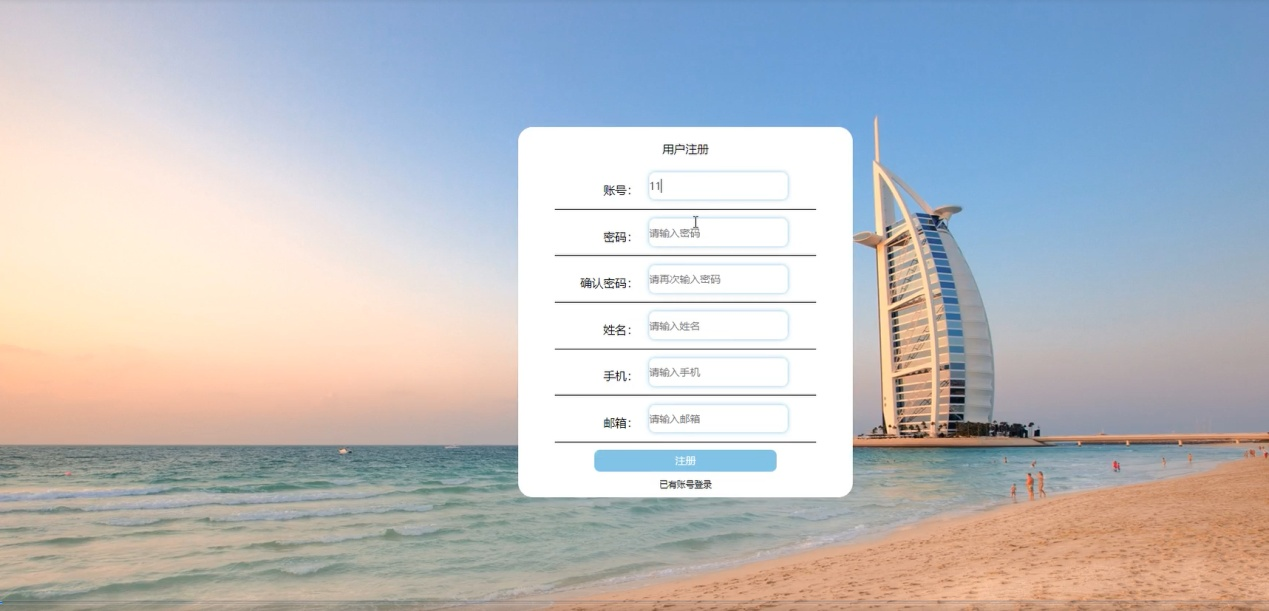 用户注册
账号： 11
密码： 请输入密码
确认密码： 请再次输入密码
姓名： 请输入姓名
手机： 请输入手机
邮箱： 请输入邮箱
注册
已有账号登录